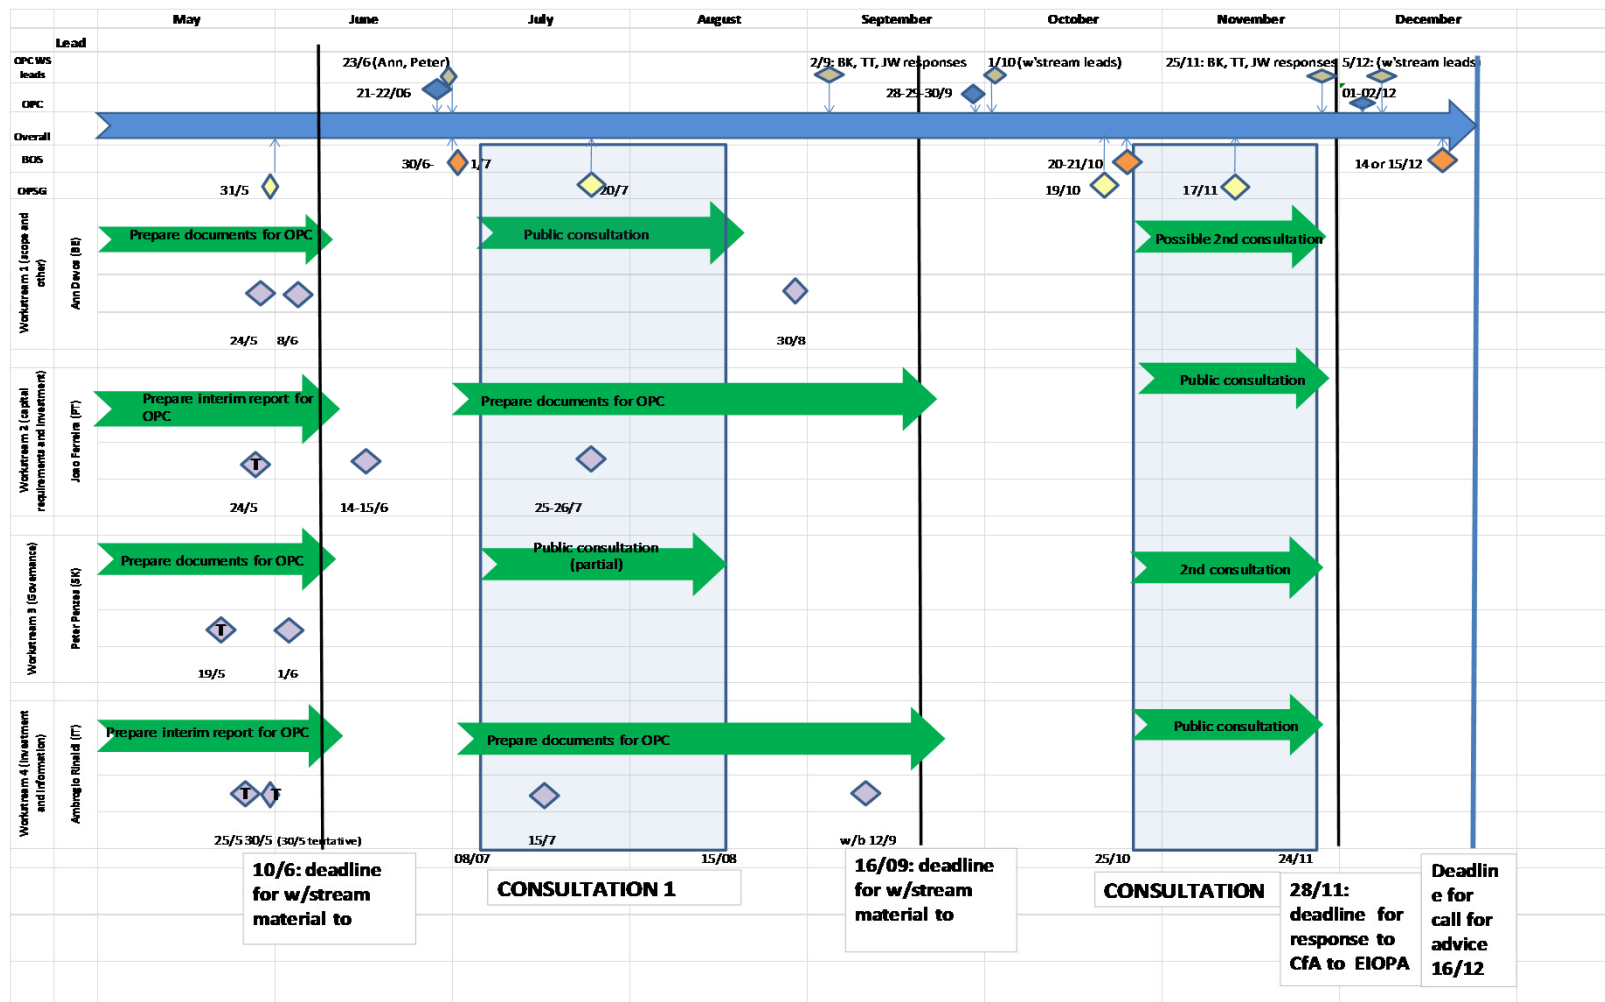 May June July August September October November December
Lead
OPC WS
leads
23/6 (Ann, Peter)
2/9: BK, TT, JW responses
1/10 (w'stream leads)
25/11: BK, TT, JW responses
5/12: (w'stream leads)
OPC
21-22/06
28-29-30/9
01-02/12
Overall
BOS
30/6- 1/7
20-21/10
14 or 15/12
OPSG
31/5
20/7
19/10
17/11
Workstream 1 (scope and
other)
Ann Devos (BE)
Prepare documents for OPC
Public consultation
Possible 2nd consultation
24/5 8/6
30/8
Workstream 2 (capital
requirements and investment)
Joao Ferreira (PT)
Prepare interim report for
OPC
Prepare documents for OPC
Public consultation
T
24/5
14-15/6
25-26/7
Workstream 3 (Governance)
Peter Penzes (SK)
Prepare documents for OPC
Public consultation
(partial)
2nd consultation
T
19/5
1/6
Workstream 4 (Investment
and information)
Ambrogio Rinaldi (IT)
Prepare interim report for OPC
Prepare documents for OPC
Public consultation
T T
25/5 30/5 (30/5 tentative)
15/7
w/b 12/9
08/07
15/08
25/10
24/11
10/6: deadline
for w/stream
material to
CONSULTATION 1
16/09: deadline
for w/stream
material to
CONSULTATION
28/11:
deadline for
response to
CfA to EIOPA
Deadlin
e for
call for
advice
16/12